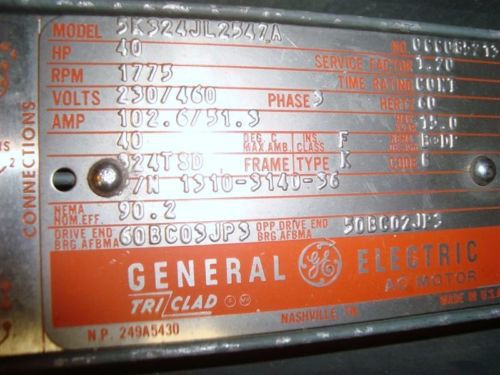 MODEL 5K324JL2547A NO.
HP 40 SERVICE FACTOR 1.20
RPM 1775 TIME RATING CONT
VOLTS 230/460 PHASE 3 HERTZ 60
AMP 102.6/51.3
40 DEG. C MAX AMB. INS. CLASS F
324TSD FRAME TYPE K CODE G
NEMA NOM.EFF 90.2
DRIVE END BRG AFBMA 60BC03JP3 OPP. DRIVE END BRG AFBMA 50BC02JP3
GENERAL GE ELECTRIC
TRI CLAD AC MOTOR
NASHVILLE TN MADE IN U.S.A.
N.P. 249A5430
CONNECTIONS